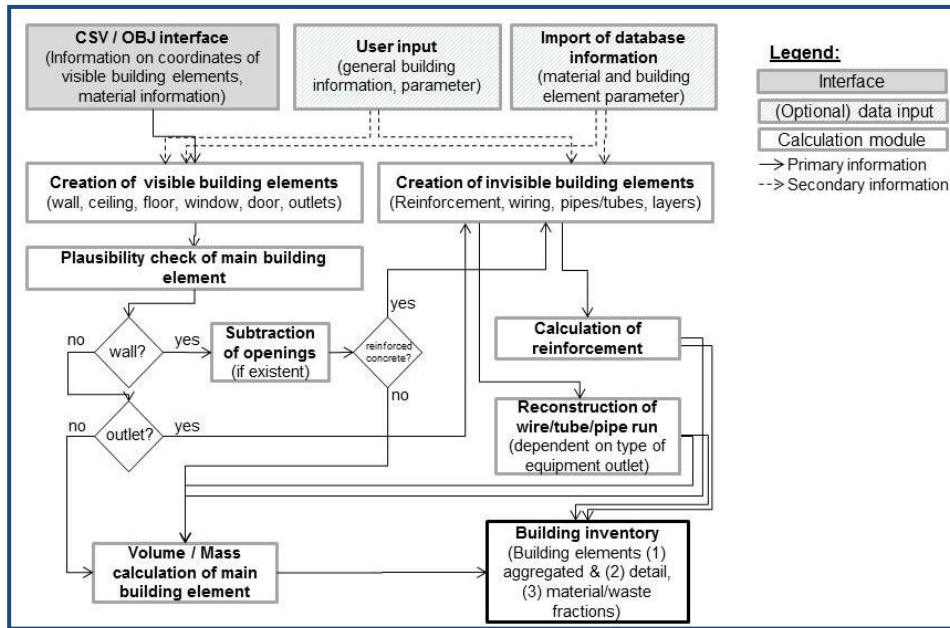 CSV / OBJ interface
(Information on coordinates of
visible building elements,
material information)
User input
(general building
information, parameter)
Import of database
information
(material and building
element parameter)
Legend:
Interface
(Optional) data input
Calculation module
Primary information
Secondary information
Creation of visible building elements
(wall, ceiling, floor, window, door, outlets)
Creation of invisible building elements
(Reinforcement, wiring, pipes/tubes, layers)
Plausibility check of main building
element
no
wall?
yes
Subtraction
of openings
(if existent)
yes
reinforced
concrete?
no
Calculation of
reinforcement
no
outlet?
yes
Reconstruction of
wire/tube/pipe run
(dependent on type of
equipment outlet)
Volume / Mass
calculation of main
building element
Building inventory
(Building elements (1)
aggregated & (2) detail,
(3) material/waste
fractions)